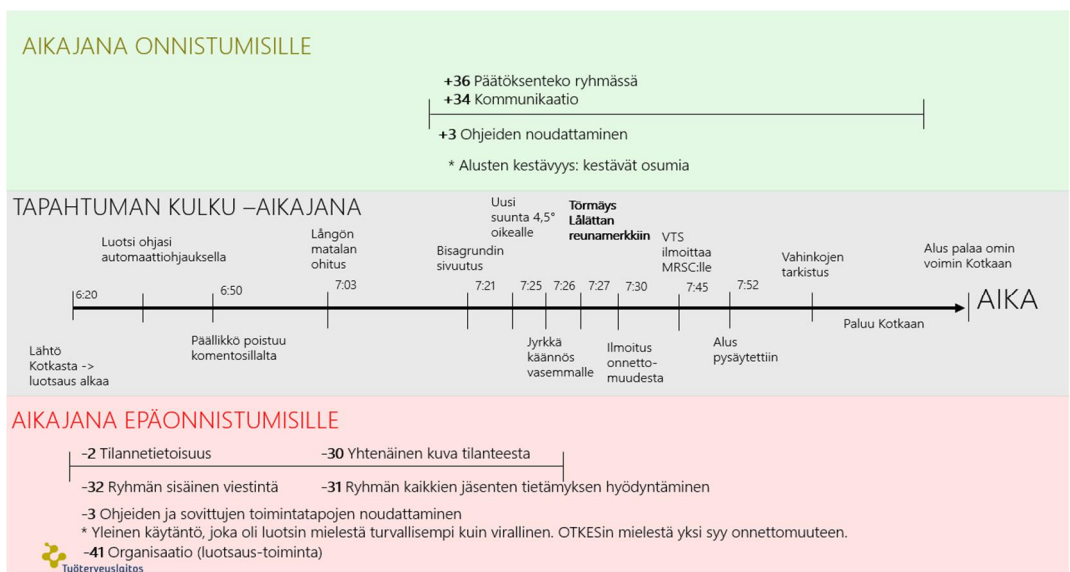 AIKAJANA ONNISTUMISILLE
+36 Päätöksenteko ryhmässä
+34 Kommunikaatio
+3 Ohjeiden noudattaminen
* Alusten kestävyys: kestävät osumia
TAPAHTUMAN KULKU –AIKAJANA
Luotsi ohjasi
automaattiohjauksella
Långön
matalan
ohitus
Bisagrundin
sivuutus
Uusi
suunta 4,5°
oikealle
Törmäys
Lålättan
reunamerkkiin
VTS
ilmoittaa
MRSC:lle
Vahinkojen
tarkistus
Alus palaa omin
voimin Kotkaan
6:20
6:50
7:03
7:21
7:25
7:26
7:27
7:30
7:45
7:52
AIKA
Lähtö
Kotkasta ->
luotsaus alkaa
Päällikkö poistuu
komentosillalta
Jyrkkä
käännös
vasemmalle
Ilmoitus
onnetto-
muudesta
Alus
pysäytettiin
Paluu Kotkaan
AIKAJANA EPÄONNISTUMISILLE
-2 Tilannetietoisuus
-30 Yhtenäinen kuva tilanteesta
-32 Ryhmän sisäinen viestintä
-31 Ryhmän kaikkien jäsenten tietämyksen hyödyntäminen
-3 Ohjeiden ja sovittujen toimintatapojen noudattaminen
* Yleinen käytäntö, joka oli luotsin mielestä turvallisempi kuin virallinen. OTKESin mielestä yksi syy onnettomuuteen.
-41 Organisaatio (luotsaus-toiminta)
Työterveyslaitos